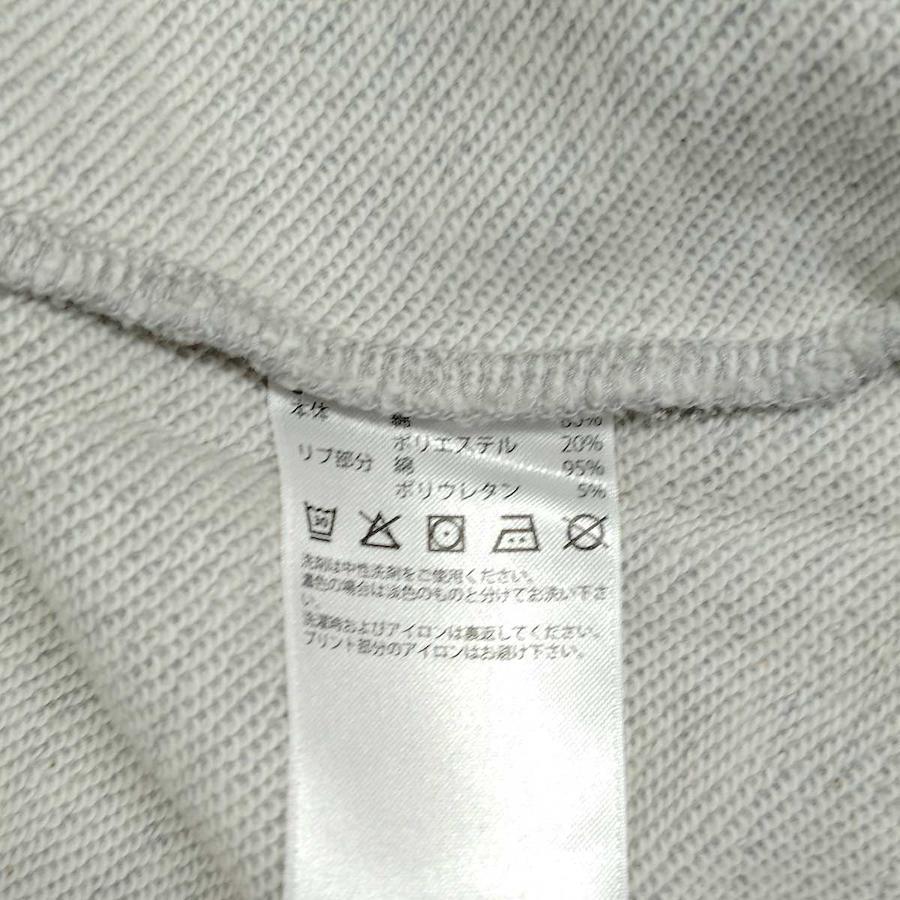 本体 綿 80%
ポリエステル 20%
リブ部分 綿 95%
ポリウレタン 5%
30
洗剤は中性洗剤をご使用ください。
濃色の場合は淡色のものと分けてお洗い下さ
い。
洗濯時およびアイロンは裏返してください。
プリント部分のアイロンはお避け下さい。